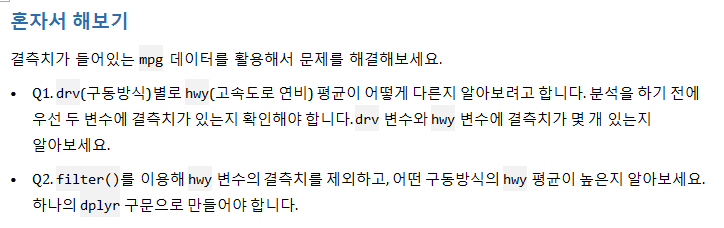 혼자서 해보기
결측치가 들어있는 mpg 데이터를 활용해서 문제를 해결해보세요.
• Q1. drv(구동방식)별로 hwy(고속도로 연비) 평균이 어떻게 다른지 알아보려고 합니다. 분석을 하기 전에
우선 두 변수에 결측치가 있는지 확인해야 합니다. drv 변수와 hwy 변수에 결측치가 몇 개 있는지
알아보세요.
• Q2. filter()를 이용해 hwy 변수의 결측치를 제외하고, 어떤 구동방식의 hwy 평균이 높은지 알아보세요.
하나의 dplyr 구문으로 만들어야 합니다.